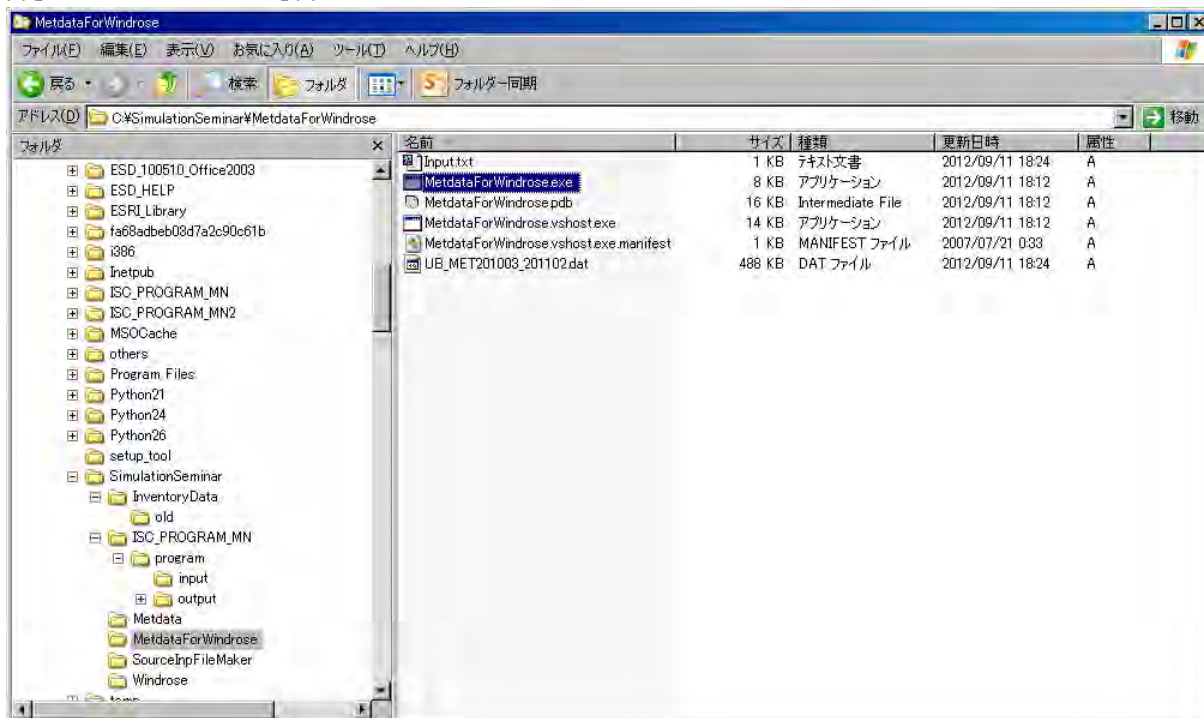 MetdataForWindrose
ファイル(F) 編集(E) 表示(V) お気に入り(A) ツール(T) ヘルプ(H)
戻る 検索 フォルダ フォルダー同期
アドレス(D) C:¥SimulationSeminar¥MetdataForWindrose 移動
フォルダ
ESD_100510_Office2003
ESD_HELP
ESRI_Library
fa68adbeb08d7a2c90c61b
i386
Inetpub
ISC_PROGRAM_MN
ISC_PROGRAM_MN2
MSOCache
others
Program Files
Python21
Python24
Python26
setup_tool
SimulationSeminar
InventoryData
old
ISC_PROGRAM_MN
program
input
output
Metdata
MetdataForWindrose
SourceInpFileMaker
Windrose
名前 サイズ 種類 更新日時 属性
Input.txt 1 KB テキスト文書 2012/09/11 18:24 A
MetdataForWindrose.exe 8 KB アプリケーション 2012/09/11 18:12 A
MetdataForWindrose.pdb 16 KB Intermediate File 2012/09/11 18:12 A
MetdataForWindrose.vshost.exe 14 KB アプリケーション 2012/09/11 18:12 A
MetdataForWindrose.vshost.exe.manifest 1 KB MANIFEST ファイル 2007/07/21 0:33 A
UB_MET201003_201102.dat 488 KB DAT ファイル 2012/09/11 18:24 A